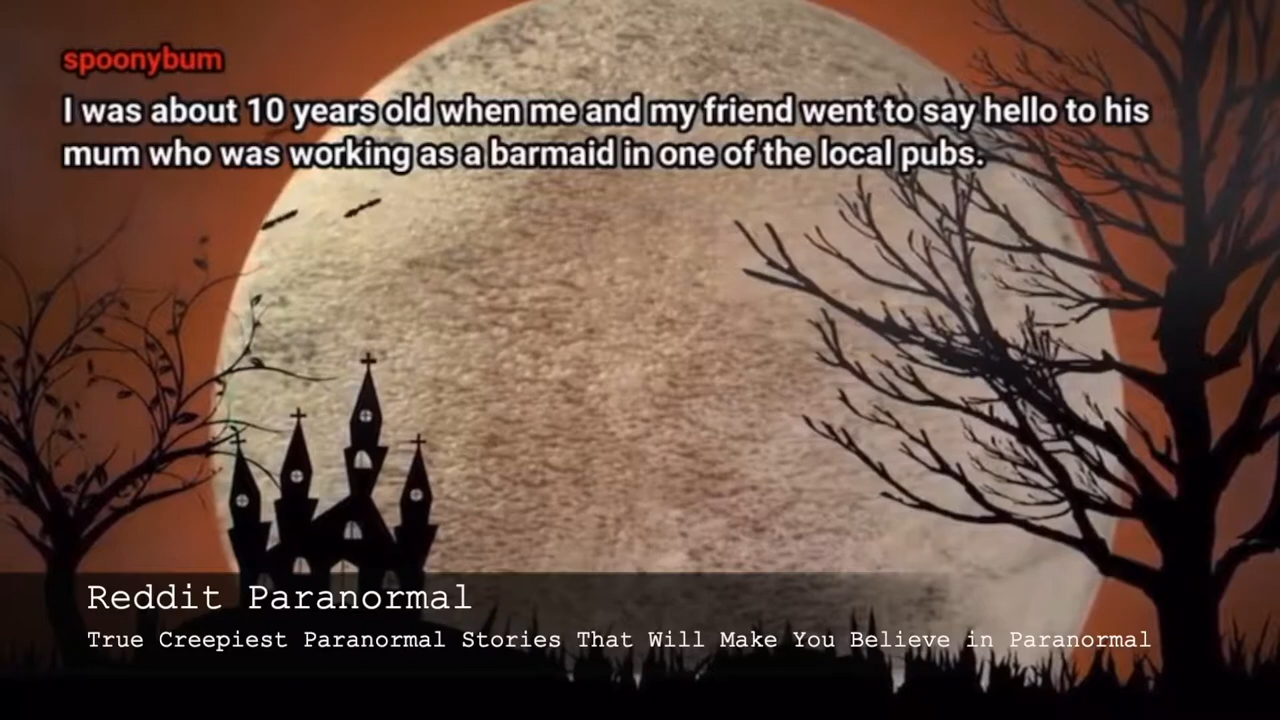 spoonybum
I was about 10 years old when me and my friend went to say hello to his
mum who was working as a barmaid in one of the local pubs.
Reddit Paranormal
True Creepiest Paranormal Stories That Will Make You Believe in Paranormal